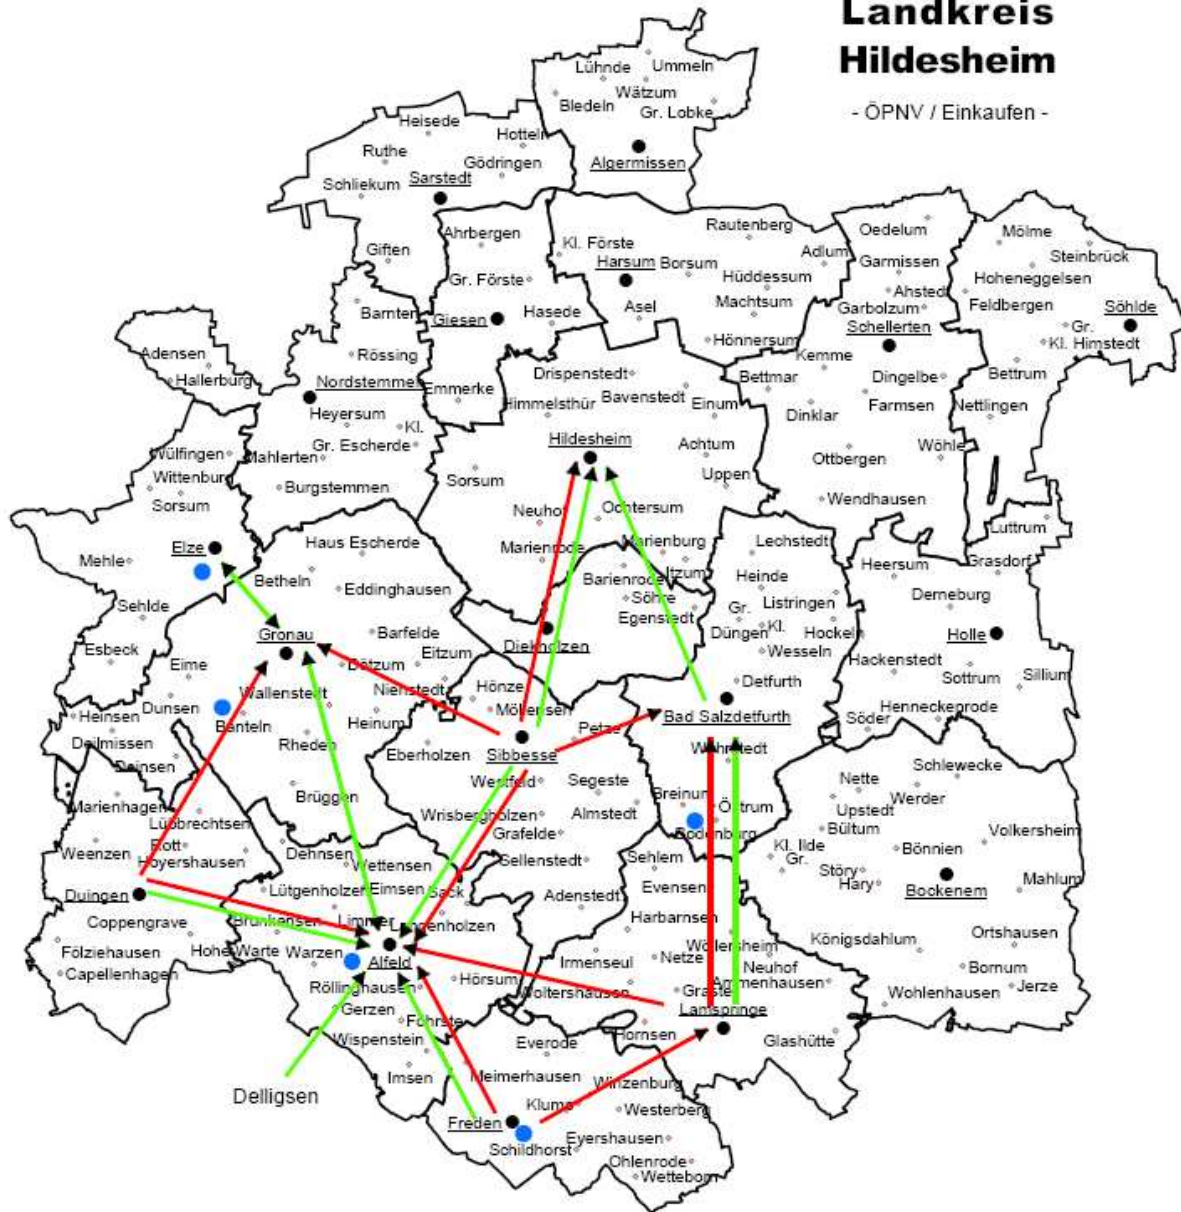 Landkreis
Hildesheim
- ÖPNV / Einkaufen -
Lühnde
Ummeln
Wätzum
Bledeln
Gr. Lobke
Algermissen
Heisede
Hotteln
Ruthe
Gödringen
Schliekum
Sarstedt
Giften
Ahrbergen
Gr. Förste
Giesen
Hasede
Emmerke
Rautenberg
Kl. Förste
Harsum
Borsum
Adlum
Hüddessum
Machtsum
Asel
Hönnersum
Oedelum
Garmissen
Ahsted
Garbolzum
Schellerten
Kemme
Bettmar
Dingelbe
Farmsen
Dinklar
Wöhle
Ottbergen
Wendhausen
Mölme
Steinbrück
Hoheneggelsen
Feldbergen
Söhlde
Gr.
Kl. Himstedt
Bettrum
Nettlingen
Barnten
Rössing
Nordstemmen
Heyersum
Kl.
Gr. Escherde
Mahlerten
Burgstemmen
Adensen
Hallerburg
Wülfingen
Wittenburg
Sorsum
Elze
Mehle
Sehlde
Esbeck
Drispenstedt
Himmelsthür
Bavenstedt
Einum
Hildesheim
Achtum
Uppen
Sorsum
Neuhof
Ochtersum
Marienrode
Marienburg
Itzum
Barienrode
Söhre
Egenstedt
Diekholzen
Lechstedt
Heinde
Gr.
Listringen
Düngen
Kl.
Hockeln
Wesseln
Detfurth
Bad Salzdetfurth
Wehrstedt
Breinum
Östrum
Bodenburg
Luttrum
Grasdorf
Heersum
Derneburg
Holle
Hackenstedt
Sottrum
Sillium
Henneckenrode
Söder
Haus Escherde
Betheln
Eddinghausen
Gronau
Barfelde
Eitzum
Dötzum
Nienstedt
Eime
Wallenstedt
Dunsen
Banteln
Heinum
Rheden
Brüggen
Heinsen
Deilmissen
Deinsen
Hönze
Möllensen
Petze
Sibbesse
Eberholzen
Westfeld
Segeste
Wrisbergholzen
Almstedt
Grafelde
Sellenstedt
Adenstedt
Schlewecke
Nette
Werder
Upstedt
Bültum
Volkersheim
Kl. Ilde
Gr.
Bönnien
Störy
Hary
Mahlum
Bockenem
Königsdahlum
Ortshausen
Bornum
Jerze
Wohlenhausen
Marienhagen
Lübbrechtsen
Rott
Weenzen
Hoyershausen
Duingen
Coppengrave
Fölziehausen
Capellenhagen
Hohe Warte
Dehnsen
Wettensen
Lütgenholzen
Eimsen
Sack
Brunkensen
Limmer
Langenholzen
Warzen
Alfeld
Röllinghausen
Hörsum
Gerzen
Föhrste
Wispenstein
Imsen
Delligsen
Sehlem
Evensen
Harbarnsen
Wöllersheim
Irmenseul
Netze
Neuhof
Ammenhausen
Woltershausen
Graste
Lamspringe
Hornsen
Glashütte
Everode
Meimerhausen
Winzenburg
Klump
Westerberg
Freden
Eyershausen
Schildhorst
Ohlenrode
Wetteborn